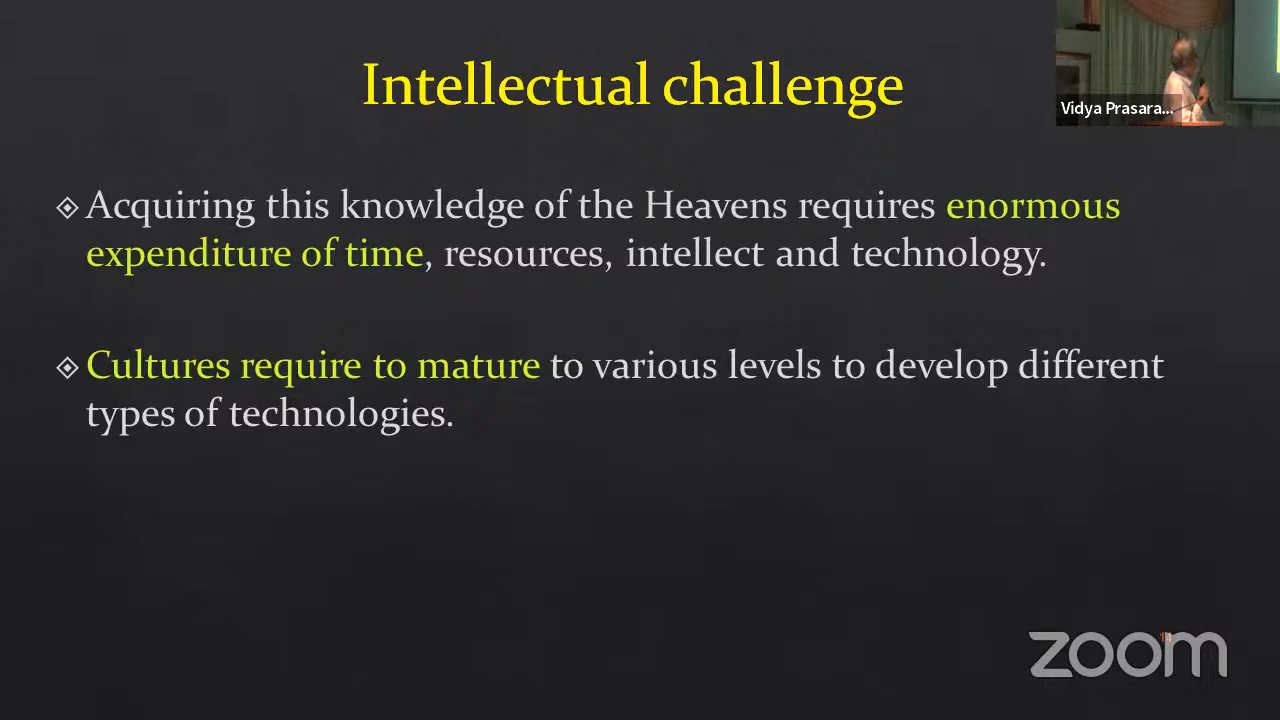 Intellectual challenge
Vidya Prasara...
Acquiring this knowledge of the Heavens requires enormous
expenditure of time, resources, intellect and technology.
Cultures require to mature to various levels to develop different
types of technologies.
zoom